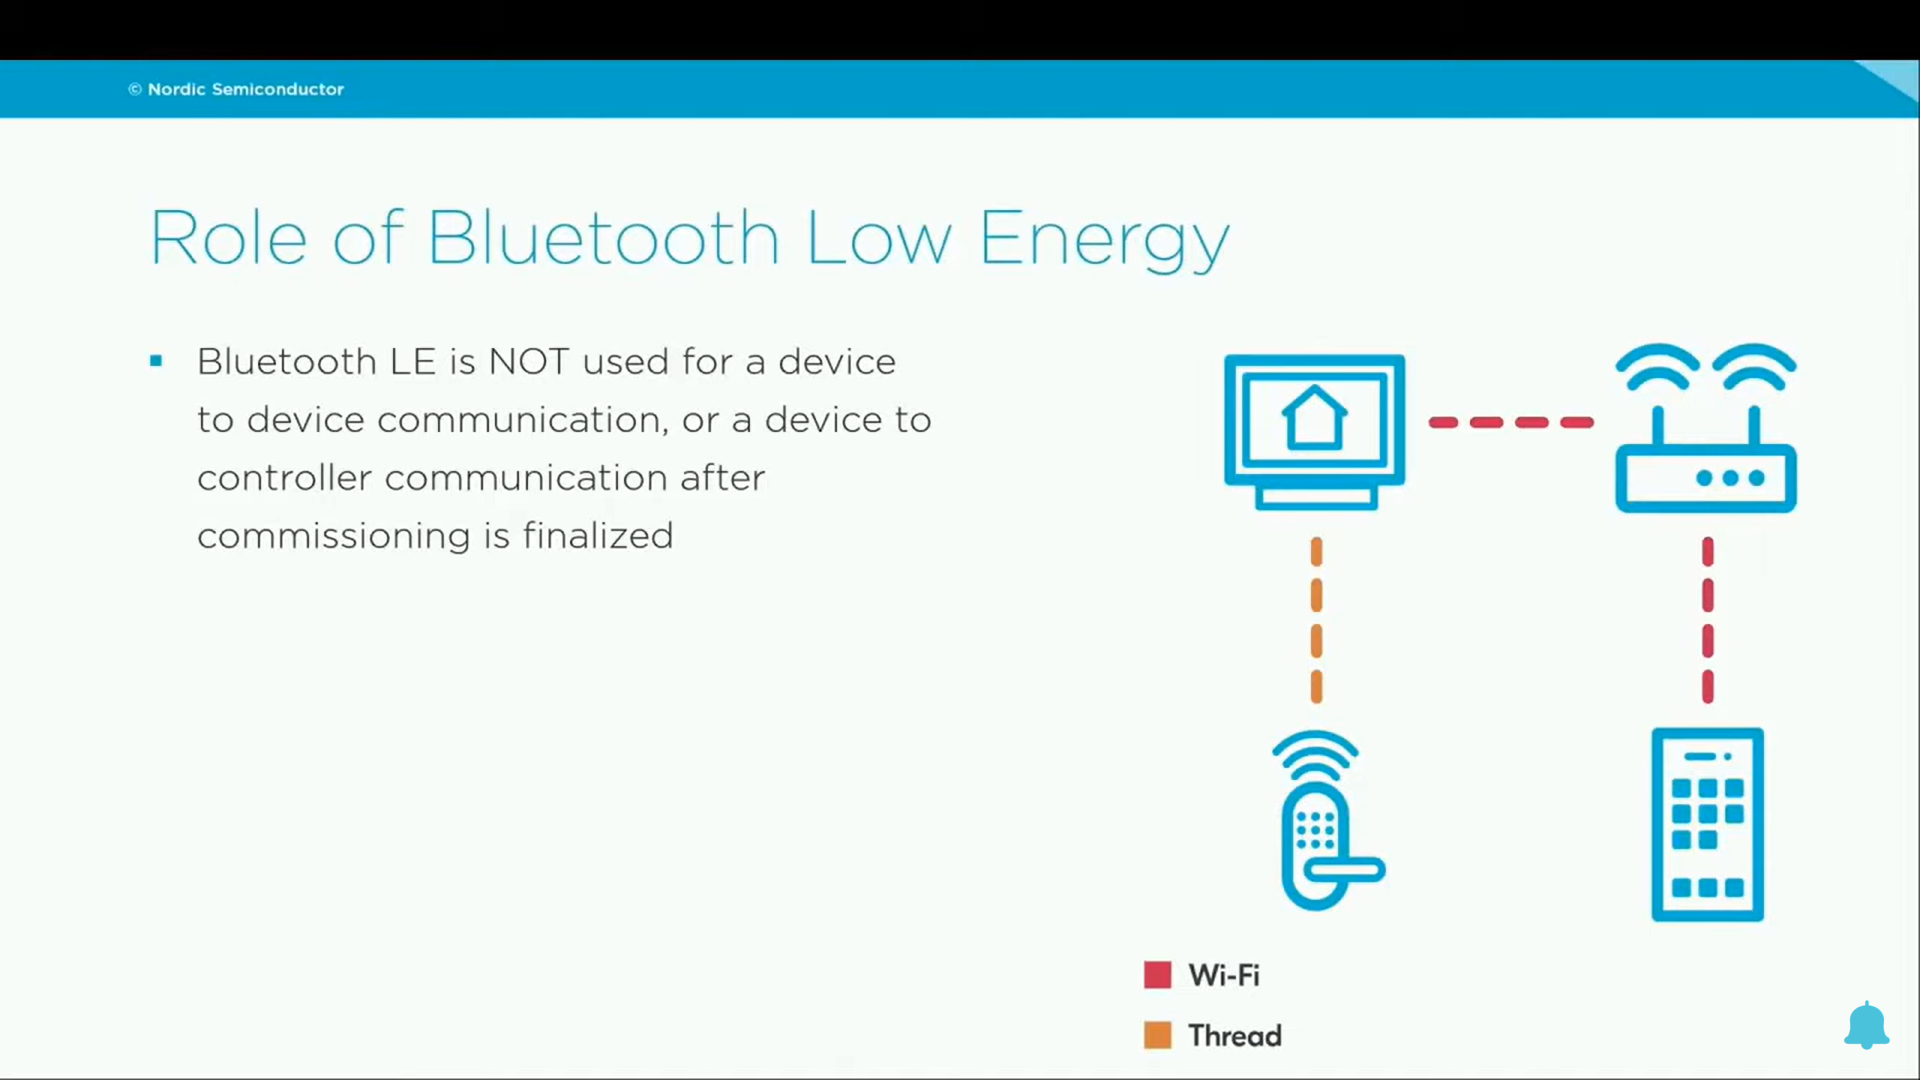 © Nordic Semiconductor
Role of Bluetooth Low Energy
Bluetooth LE is NOT used for a device
to device communication, or a device to
controller communication after
commissioning is finalized
Wi-Fi
Thread